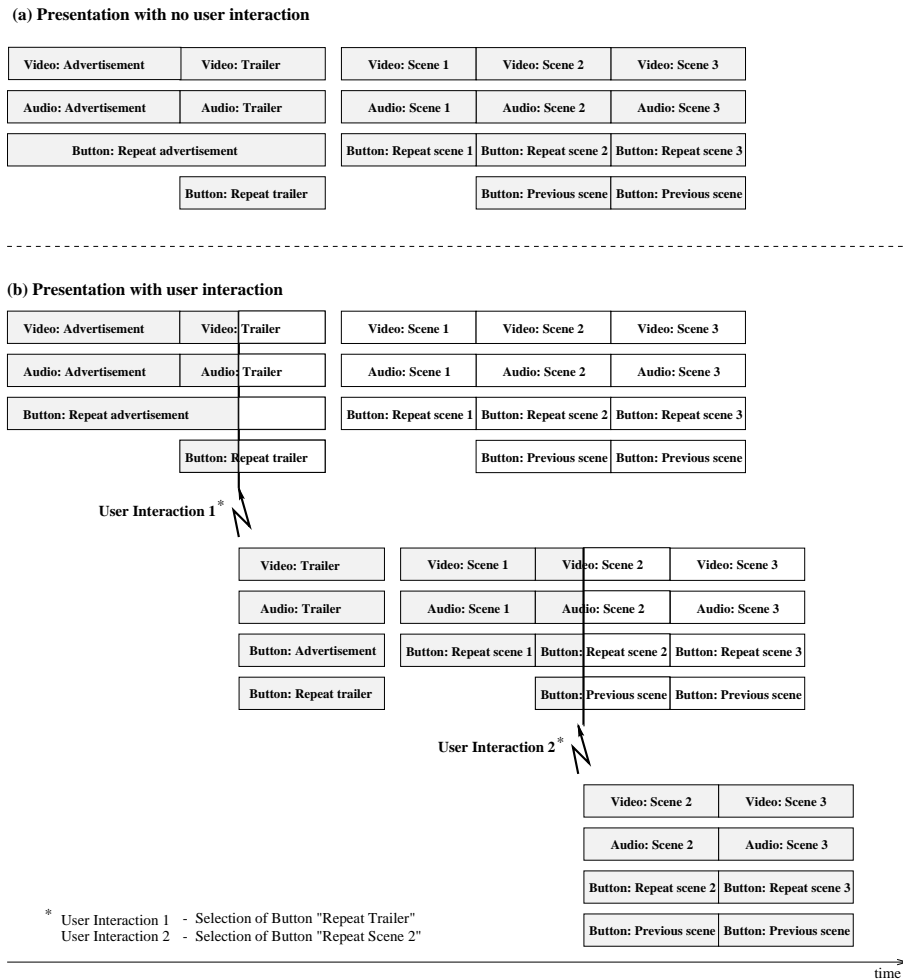 (a) Presentation with no user interaction
Video: Advertisement Video: Trailer Video: Scene 1 Video: Scene 2 Video: Scene 3
Audio: Advertisement Audio: Trailer Audio: Scene 1 Audio: Scene 2 Audio: Scene 3
Button: Repeat advertisement Button: Repeat scene 1 Button: Repeat scene 2 Button: Repeat scene 3
Button: Repeat trailer Button: Previous scene Button: Previous scene
(b) Presentation with user interaction
Video: Advertisement Video: Trailer Video: Scene 1 Video: Scene 2 Video: Scene 3
Audio: Advertisement Audio: Trailer Audio: Scene 1 Audio: Scene 2 Audio: Scene 3
Button: Repeat advertisement Button: Repeat scene 1 Button: Repeat scene 2 Button: Repeat scene 3
Button: Repeat trailer Button: Previous scene Button: Previous scene
User Interaction 1*
Video: Trailer Video: Scene 1 Video: Scene 2 Video: Scene 3
Audio: Trailer Audio: Scene 1 Audio: Scene 2 Audio: Scene 3
Button: Advertisement Button: Repeat scene 1 Button: Repeat scene 2 Button: Repeat scene 3
Button: Repeat trailer Button: Previous scene Button: Previous scene
User Interaction 2*
Video: Scene 2 Video: Scene 3
Audio: Scene 2 Audio: Scene 3
Button: Repeat scene 2 Button: Repeat scene 3
Button: Previous scene Button: Previous scene
* User Interaction 1 - Selection of Button "Repeat Trailer"
User Interaction 2 - Selection of Button "Repeat Scene 2"
time